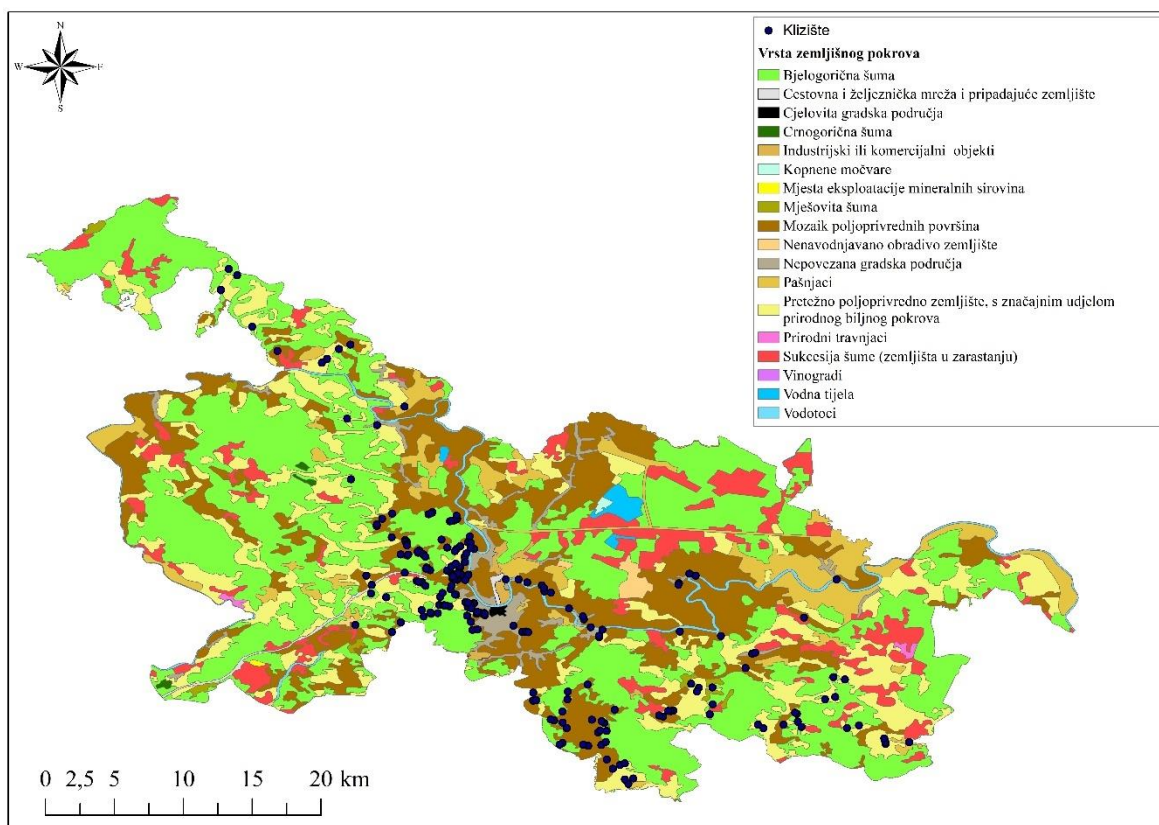 N
W
E
S
Klizište
Vrsta zemljišnog pokrova
Bjelogorična šuma
Cestovna i željeznička mreža i pripadajuće zemljište
Cjelovita gradska područja
Crnogorična šuma
Industrijski ili komercijalni objekti
Kopnene močvare
Mjesta eksploatacije mineralnih sirovina
Mješovita šuma
Mozaik poljoprivrednih površina
Nenavodnjavano obradivo zemljište
Nepovezana gradska područja
Pašnjaci
Pretežno poljoprivredno zemljište, s značajnim udjelom
prirodnog biljnog pokrova
Prirodni travnjaci
Sukcesija šume (zemljišta u zarastanju)
Vinogradi
Vodna tijela
Vodotoci
0 2,5 5 10 15 20 km